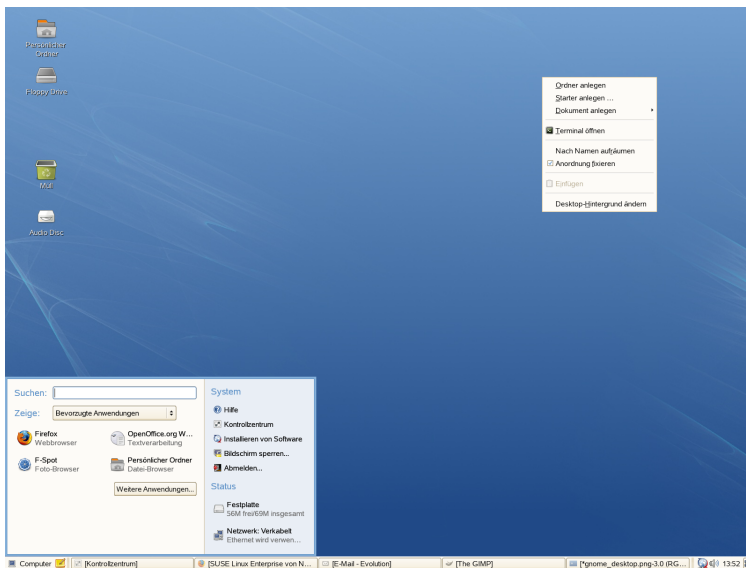 Persönlicher
Ordner
Floppy Drive
Müll
Audio Disc
Ordner anlegen
Starter anlegen ...
Dokument anlegen
Terminal öffnen
Nach Namen aufräumen
Anordnung fixieren
Einfügen
Desktop-Hintergrund ändern
Suchen:
Zeige: Bevorzugte Anwendungen
Firefox
Webbrowser
OpenOffice.org W...
Textverarbeitung
F-Spot
Foto-Browser
Persönlicher Ordner
Datei-Browser
Weitere Anwendungen...
System
Hilfe
Kontrollzentrum
Installieren von Software
Bildschirm sperren...
Abmelden...
Status
Festplatte
56M frei/69M insgesamt
Netzwerk: Verkabelt
Ethernet wird verwen...
Computer
[Kontrollzentrum]
[SUSE Linux Enterprise von N...
[E-Mail - Evolution]
[The GIMP]
[*gnome_desktop.png-3.0 (RG...
13:52